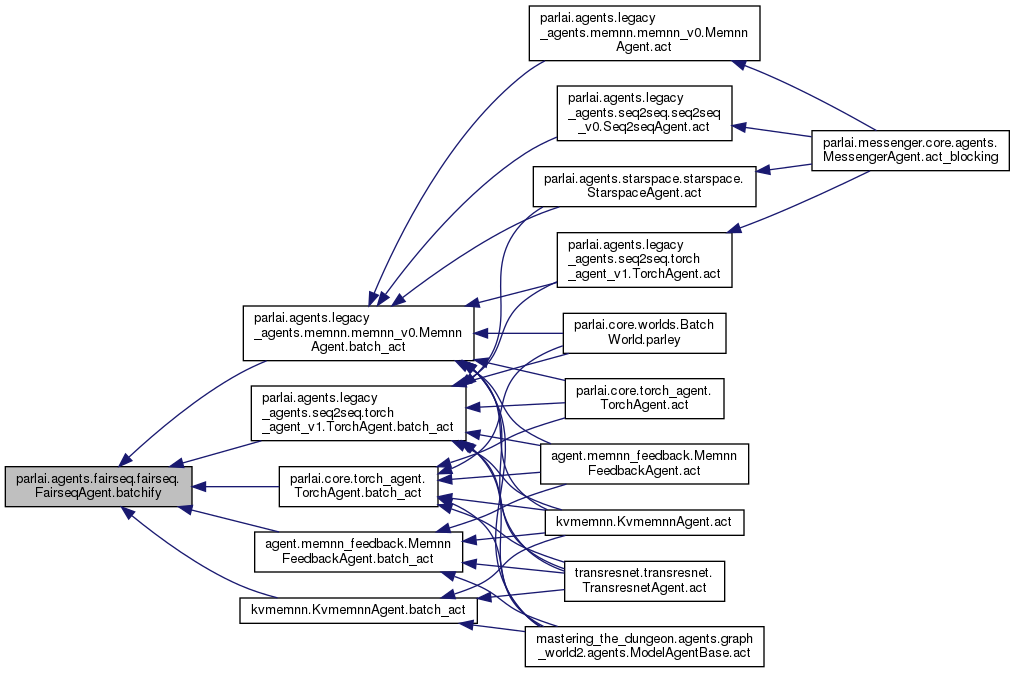 parlai.agents.legacy
_agents.memnn.memnn_v0.Memnn
Agent.act
parlai.agents.legacy
_agents.seq2seq.seq2seq
_v0.Seq2seqAgent.act
parlai.messenger.core.agents.
MessengerAgent.act_blocking
parlai.agents.starspace.starspace.
StarspaceAgent.act
parlai.agents.legacy
_agents.seq2seq.torch
_agent_v1.TorchAgent.act
parlai.agents.legacy
_agents.memnn.memnn_v0.Memnn
Agent.batch_act
parlai.core.worlds.Batch
World.parley
parlai.agents.legacy
_agents.seq2seq.torch
_agent_v1.TorchAgent.batch_act
parlai.core.torch_agent.
TorchAgent.act
agent.memnn_feedback.Memnn
FeedbackAgent.act
parlai.agents.fairseq.fairseq.
FairseqAgent.batchify
parlai.core.torch_agent.
TorchAgent.batch_act
kvmemnn.KvmemnnAgent.act
agent.memnn_feedback.Memnn
FeedbackAgent.batch_act
transresnet.transresnet.
TransresnetAgent.act
kvmemnn.KvmemnnAgent.batch_act
mastering_the_dungeon.agents.graph
_world2.agents.ModelAgentBase.act